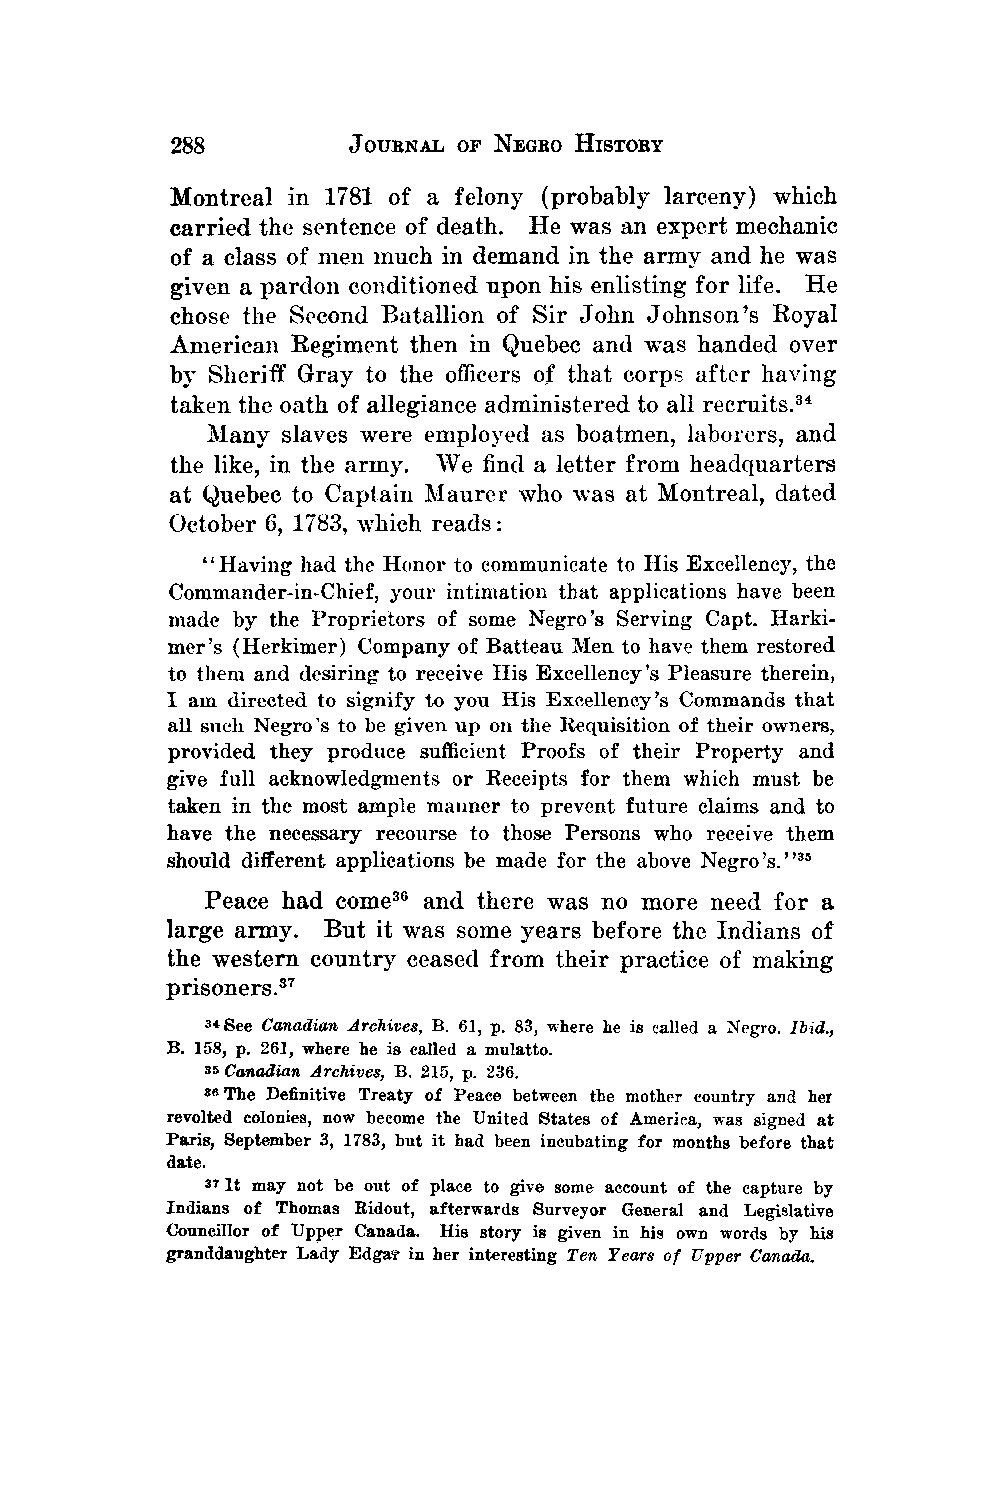 288 JOURNAL OF NEGRO HISTORY
Montreal in 1781 of a felony (probably larceny) which
carried the sentence of death. He was an expert mechanic
of a class of men much in demand in the army and he was
given a pardon conditioned upon his enlisting for life. He
chose the Second Batallion of Sir John Johnson's Royal
American Regiment then in Quebec and was handed over
by Sheriff Gray to the officers of that corps after having
taken the oath of allegiance administered to all recruits.³⁴
Many slaves were employed as boatmen, laborers, and
the like, in the army. We find a letter from headquarters
at Quebec to Captain Maurer who was at Montreal, dated
October 6, 1783, which reads:
"Having had the Honor to communicate to His Excellency, the
Commander-in-Chief, your intimation that applications have been
made by the Proprietors of some Negro's Serving Capt. Harki-
mer's (Herkimer) Company of Batteau Men to have them restored
to them and desiring to receive His Excellency's Pleasure therein,
I am directed to signify to you His Excellency's Commands that
all such Negro's to be given up on the Requisition of their owners,
provided they produce sufficient Proofs of their Property and
give full acknowledgments or Receipts for them which must be
taken in the most ample manner to prevent future claims and to
have the necessary recourse to those Persons who receive them
should different applications be made for the above Negro's."³⁵
Peace had come³⁶ and there was no more need for a
large army. But it was some years before the Indians of
the western country ceased from their practice of making
prisoners.³⁷
³⁴ See Canadian Archives, B. 61, p. 83, where he is called a Negro. Ibid.,
B. 158, p. 261, where he is called a mulatto.
³⁵ Canadian Archives, B. 215, p. 236.
³⁶ The Definitive Treaty of Peace between the mother country and her
revolted colonies, now become the United States of America, was signed at
Paris, September 3, 1783, but it had been incubating for months before that
date.
³⁷ It may not be out of place to give some account of the capture by
Indians of Thomas Ridout, afterwards Surveyor General and Legislative
Councillor of Upper Canada. His story is given in his own words by his
granddaughter Lady Edgar in her interesting Ten Years of Upper Canada.